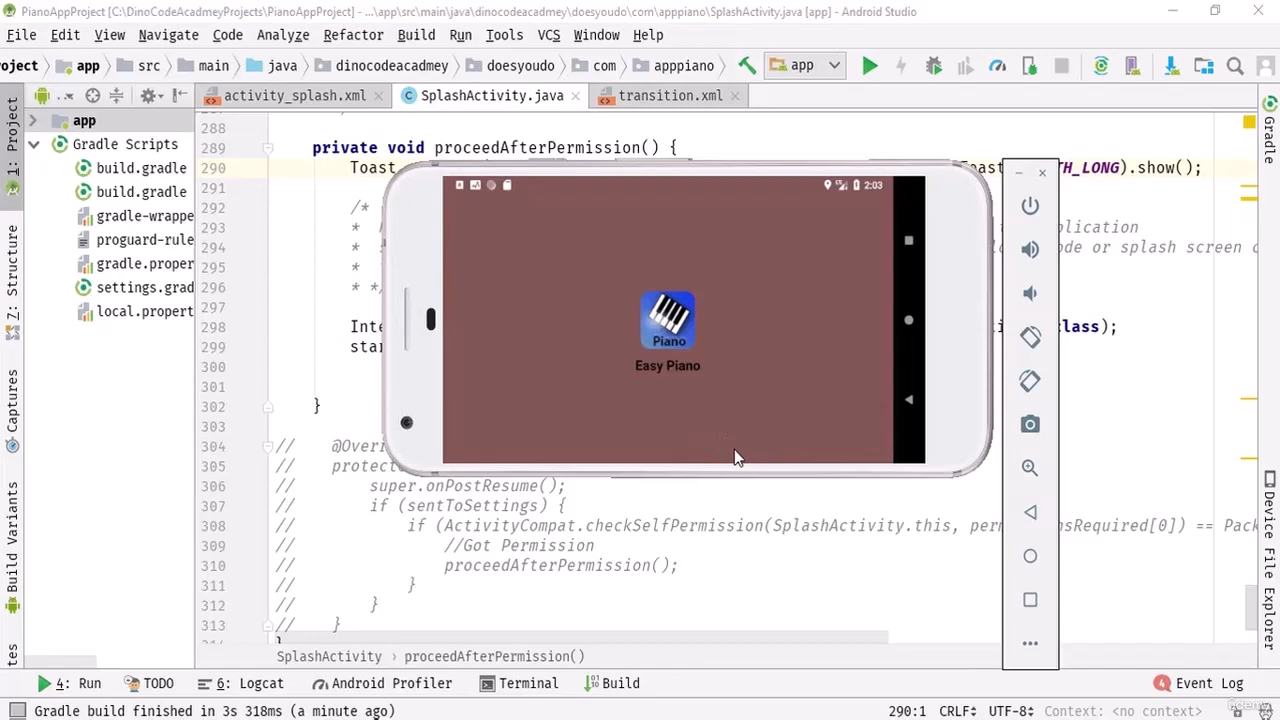 PianoAppProject [C:\DinoCodeAcadmeyProjects\PianoAppProject] - ...\app\src\main\java\dinocodeacadmey\doesyoudo\com\apppiano\SplashActivity.java [app] - Android Studio
File Edit View Navigate Code Analyze Refactor Build Run Tools VCS Window Help
oject app src main java dinocodeacadmey doesyoudo com apppiano app
activity_splash.xml SplashActivity.java transition.xml
1: Project
Z: Structure
Captures
Build Variants
app
Gradle Scripts
build.gradle
build.gradle
gradle-wrappe
proguard-rule
gradle.proper
settings.grad
local.propert
288
289 private void proceedAfterPermission() {
290 Toast Toast TH_LONG).show();
291
292 /*
293 * plication
294 * ode or splash screen c
295 *
296 * */
297
298 Inte class);
299 star
300
301
302 }
303
304 // @Overi
305 // protec
// super.onPostResume();
306
307 // if (sentToSettings) {
308 // if (ActivityCompat.checkSelfPermission(SplashActivity.this, perm nsRequired[0]) == Pack
309 // //Got Permission
310 // proceedAfterPermission();
311 // }
312 // }
313 // }
}
2:03
Piano
Easy Piano
Gradle
Device File Explorer
SplashActivity › proceedAfterPermission()
4: Run TODO 6: Logcat Android Profiler Terminal Build 4 Event Log
Gradle build finished in 3s 318ms (a minute ago) 290:1 CRLF UTF-8 Context: <no context>